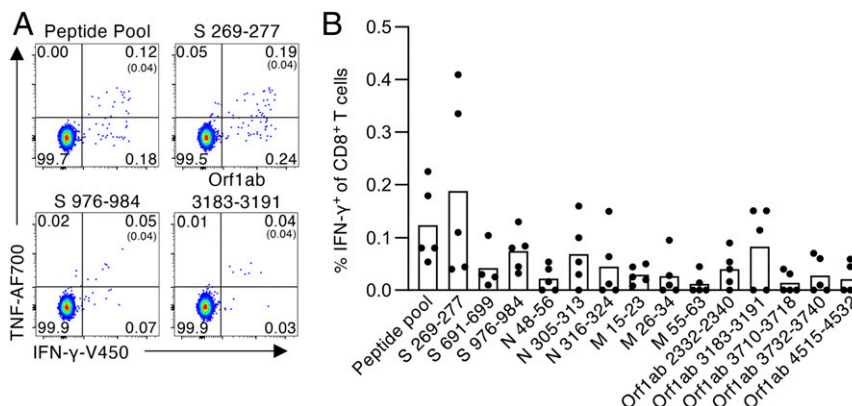 A
Peptide Pool
0.00 0.12
(0.04)
99.7 0.18
S 269-277
0.05 0.19
(0.04)
99.5 0.24
S 976-984
0.02 0.05
(0.04)
99.9 0.07
Orf1ab
3183-3191
0.01 0.04
(0.04)
99.9 0.03
TNF-AF700
IFN-γ-V450
B
% IFN-γ⁺ of CD8⁺ T cells
0.5
0.4
0.3
0.2
0.1
0.0
Peptide pool
S 269-277
S 691-699
S 976-984
N 48-56
N 305-313
N 316-324
M 15-23
M 26-34
M 55-63
Orf1ab 2332-2340
Orf1ab 3183-3191
Orf1ab 3710-3718
Orf1ab 3732-3740
Orf1ab 4515-4532